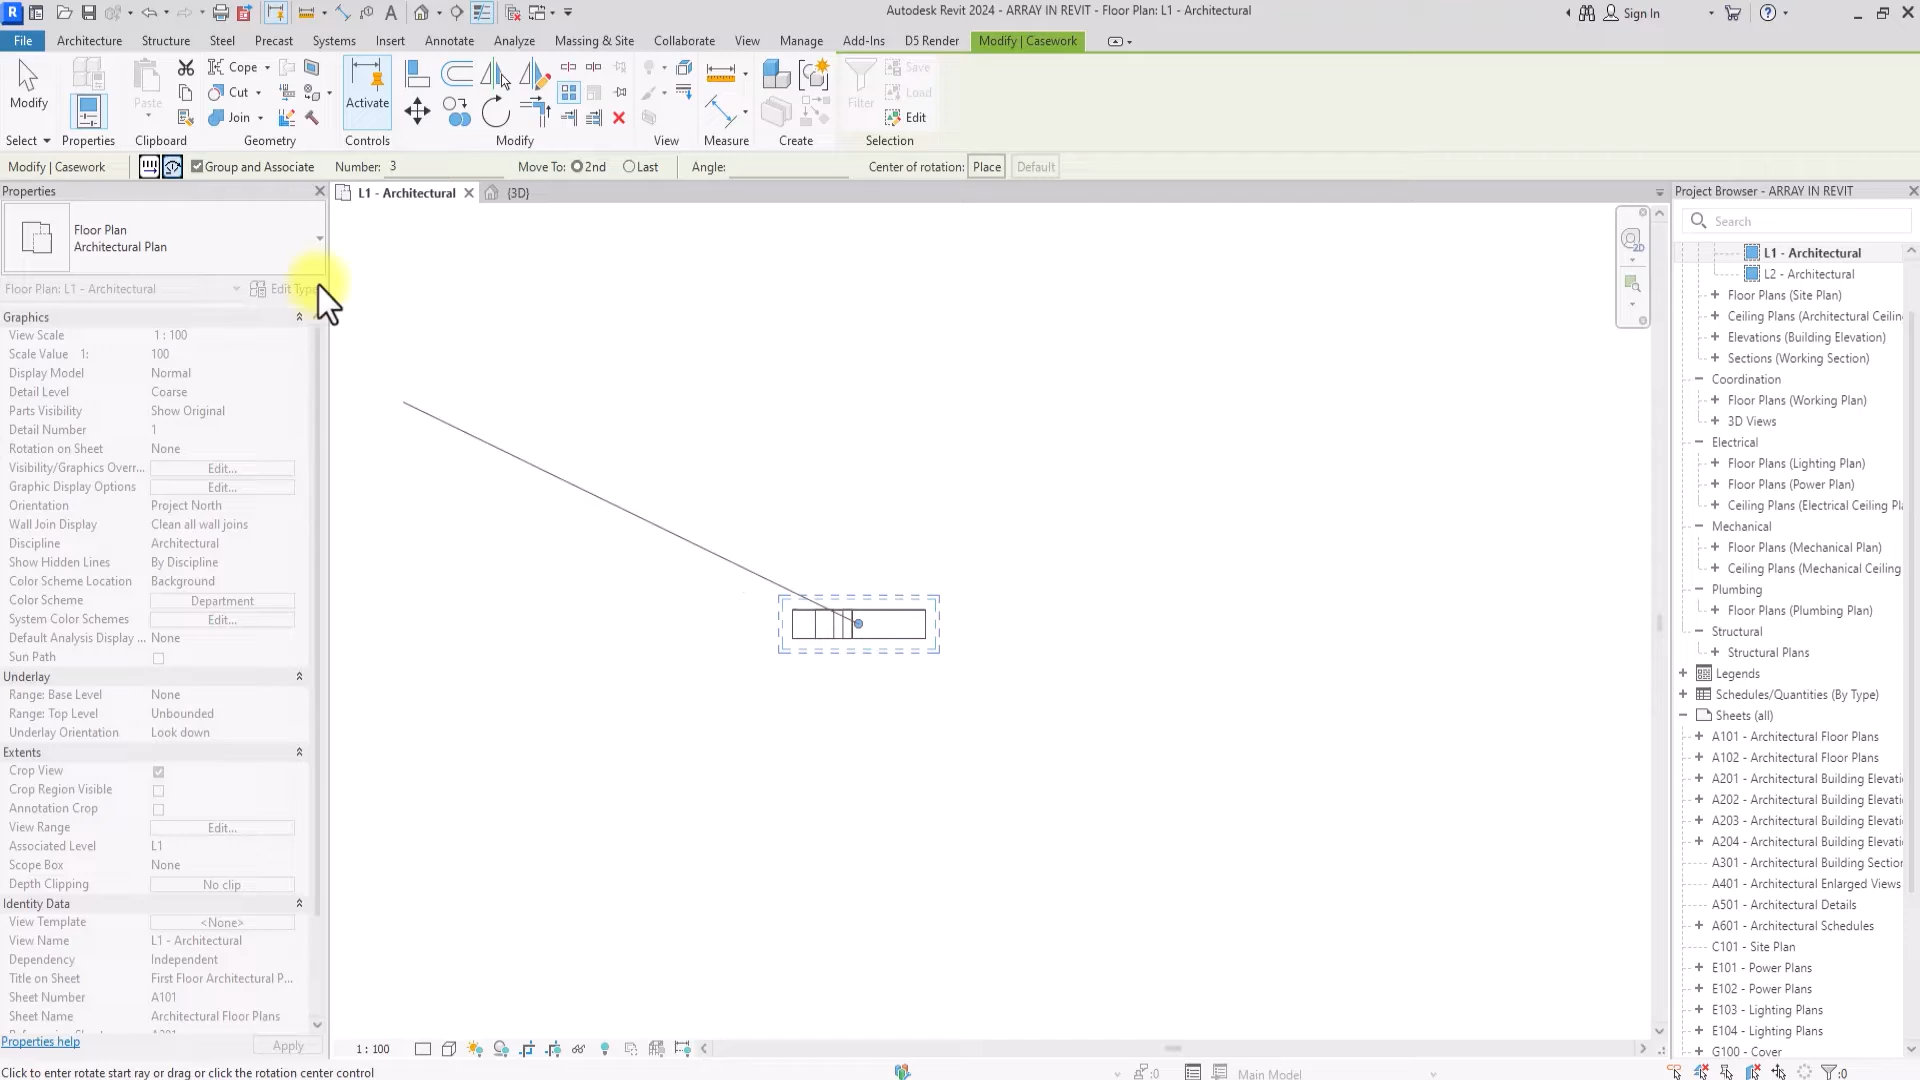 Autodesk Revit 2024 - ARRAY IN REVIT - Floor Plan: L1 - Architectural
Sign In
File Architecture Structure Steel Precast Systems Insert Annotate Analyze Massing & Site Collaborate View Manage Add-Ins D5 Render Modify | Casework
Modify
Paste
Cope
Cut
Join
Activate
Filter
Save
Load
Edit
Select Properties Clipboard Geometry Controls Modify View Measure Create Selection
Modify | Casework Group and Associate Number: 3 Move To: 2nd Last Angle: Center of rotation: Place Default
Properties
L1 - Architectural {3D}
Floor Plan
Architectural Plan
Floor Plan: L1 - Architectural
Edit Type
Graphics
View Scale 1 : 100
Scale Value 1: 100
Display Model Normal
Detail Level Coarse
Parts Visibility Show Original
Detail Number 1
Rotation on Sheet None
Visibility/Graphics Overr... Edit...
Graphic Display Options Edit...
Orientation Project North
Wall Join Display Clean all wall joins
Discipline Architectural
Show Hidden Lines By Discipline
Color Scheme Location Background
Color Scheme Department
System Color Schemes Edit...
Default Analysis Display ... None
Sun Path
Underlay
Range: Base Level None
Range: Top Level Unbounded
Underlay Orientation Look down
Extents
Crop View
Crop Region Visible
Annotation Crop
View Range Edit...
Associated Level L1
Scope Box None
Depth Clipping No clip
Identity Data
View Template <None>
View Name L1 - Architectural
Dependency Independent
Title on Sheet First Floor Architectural P...
Sheet Number A101
Sheet Name Architectural Floor Plans
Properties help
Apply
2D
1 : 100
Click to enter rotate start ray or drag or click the rotation center control
:0
Main Model
:0
Project Browser - ARRAY IN REVIT
Search
L1 - Architectural
L2 - Architectural
Floor Plans (Site Plan)
Ceiling Plans (Architectural Ceilin
Elevations (Building Elevation)
Sections (Working Section)
Coordination
Floor Plans (Working Plan)
3D Views
Electrical
Floor Plans (Lighting Plan)
Floor Plans (Power Plan)
Ceiling Plans (Electrical Ceiling Pla
Mechanical
Floor Plans (Mechanical Plan)
Ceiling Plans (Mechanical Ceiling
Plumbing
Floor Plans (Plumbing Plan)
Structural
Structural Plans
Legends
Schedules/Quantities (By Type)
Sheets (all)
A101 - Architectural Floor Plans
A102 - Architectural Floor Plans
A201 - Architectural Building Elevati
A202 - Architectural Building Elevati
A203 - Architectural Building Elevati
A204 - Architectural Building Elevati
A301 - Architectural Building Section
A401 - Architectural Enlarged Views
A501 - Architectural Details
A601 - Architectural Schedules
C101 - Site Plan
E101 - Power Plans
E102 - Power Plans
E103 - Lighting Plans
E104 - Lighting Plans
G100 - Cover